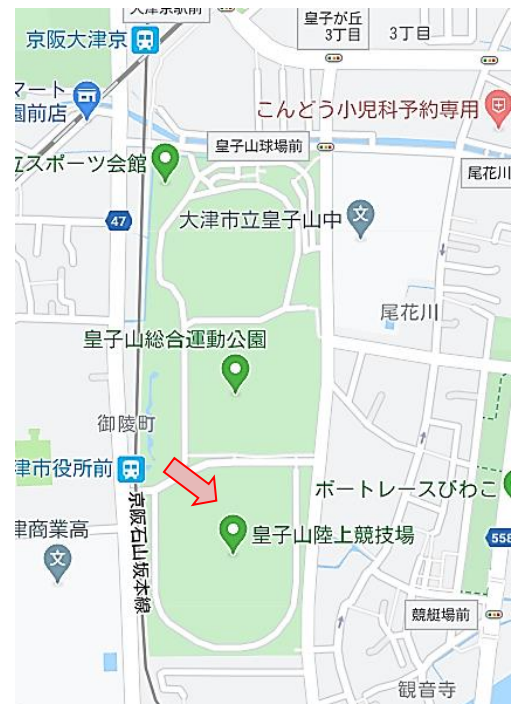 皇子が丘
3丁目
3丁目
京阪大津京
マート
園前店
こんどう小児科予約専用
皇子山球場前
スポーツ会館
尾花川
47
大津市立皇子山中
文
尾花川
皇子山総合運動公園
御陵町
津市役所前
ボートレースびわこ
京阪石山坂本線
皇子山陸上競技場
558
津商業高
文
競艇場前
観音寺